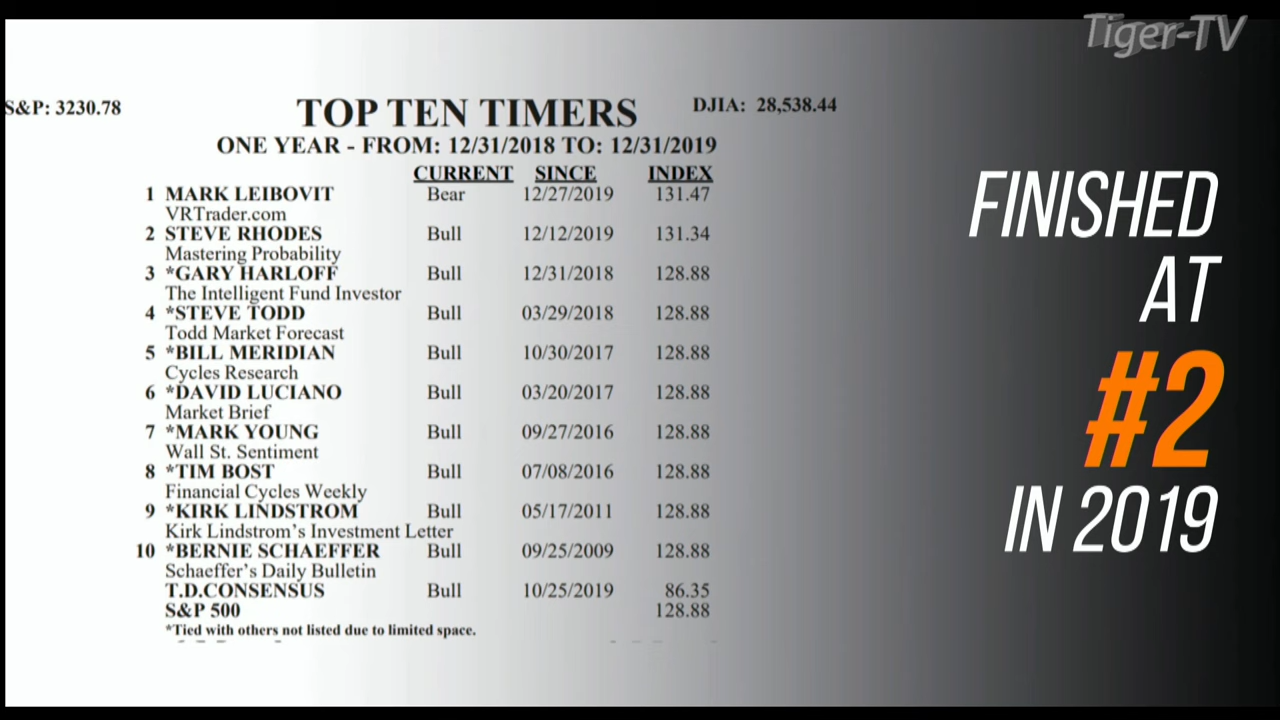 Tiger-TV
S&P: 3230.78
TOP TEN TIMERS
DJIA: 28,538.44
ONE YEAR - FROM: 12/31/2018 TO: 12/31/2019
CURRENT SINCE INDEX
1 MARK LEIBOVIT Bear 12/27/2019 131.47
VRTrader.com
2 STEVE RHODES Bull 12/12/2019 131.34
Mastering Probability
3 *GARY HARLOFF Bull 12/31/2018 128.88
The Intelligent Fund Investor
4 *STEVE TODD Bull 03/29/2018 128.88
Todd Market Forecast
5 *BILL MERIDIAN Bull 10/30/2017 128.88
Cycles Research
6 *DAVID LUCIANO Bull 03/20/2017 128.88
Market Brief
7 *MARK YOUNG Bull 09/27/2016 128.88
Wall St. Sentiment
8 *TIM BOST Bull 07/08/2016 128.88
Financial Cycles Weekly
9 *KIRK LINDSTROM Bull 05/17/2011 128.88
Kirk Lindstrom's Investment Letter
10 *BERNIE SCHAEFFER Bull 09/25/2009 128.88
Schaeffer's Daily Bulletin
T.D.CONSENSUS Bull 10/25/2019 86.35
S&P 500 128.88
*Tied with others not listed due to limited space.
FINISHED
AT
#2
IN 2019